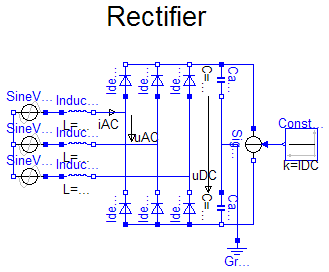 Rectifier
Ide...
Ide...
Ide...
C=...
Ca...
SineV...
Induc...
L=...
iAC
SineV...
Induc...
uAC
L=...
Sig...
Const...
k=IDC
SineV...
Induc...
L=...
uDC
Ide...
Ide...
Ide...
C=...
Ca...
Gr...